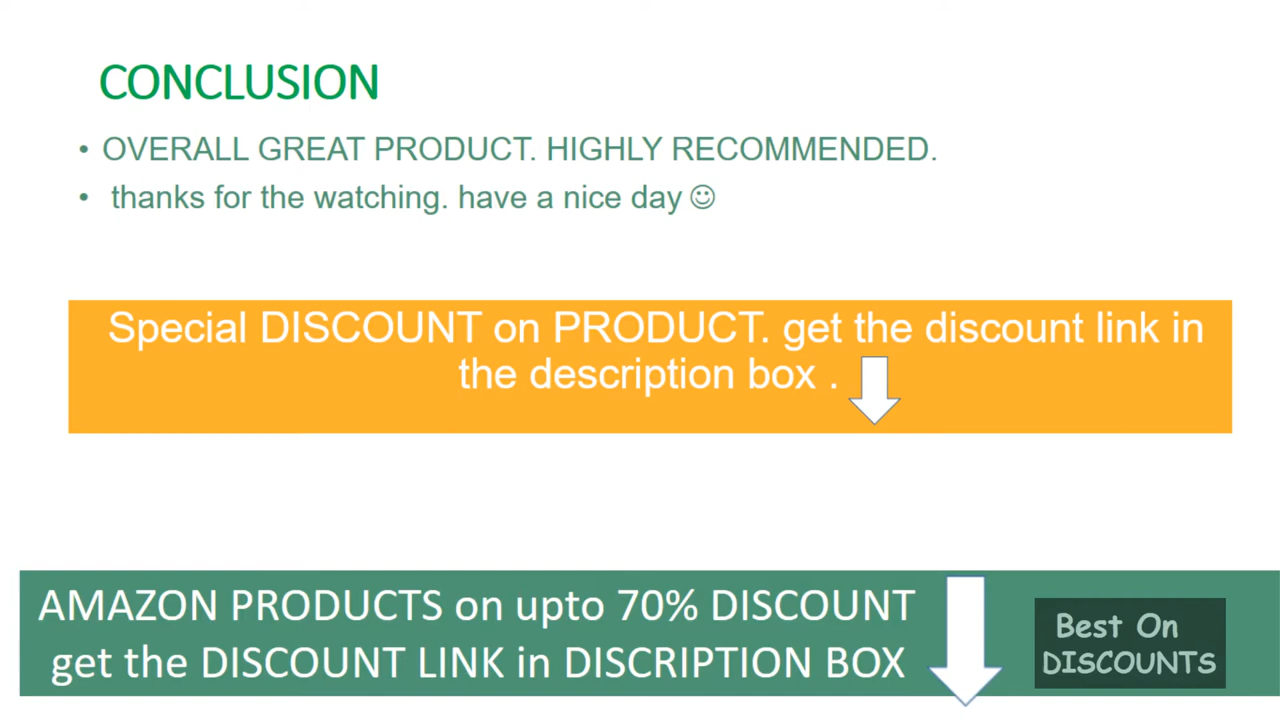 CONCLUSION
• OVERALL GREAT PRODUCT. HIGHLY RECOMMENDED.
• thanks for the watching. have a nice day ☺
Special DISCOUNT on PRODUCT. get the discount link in
the description box .
AMAZON PRODUCTS on upto 70% DISCOUNT
get the DISCOUNT LINK in DISCRIPTION BOX
Best On
DISCOUNTS